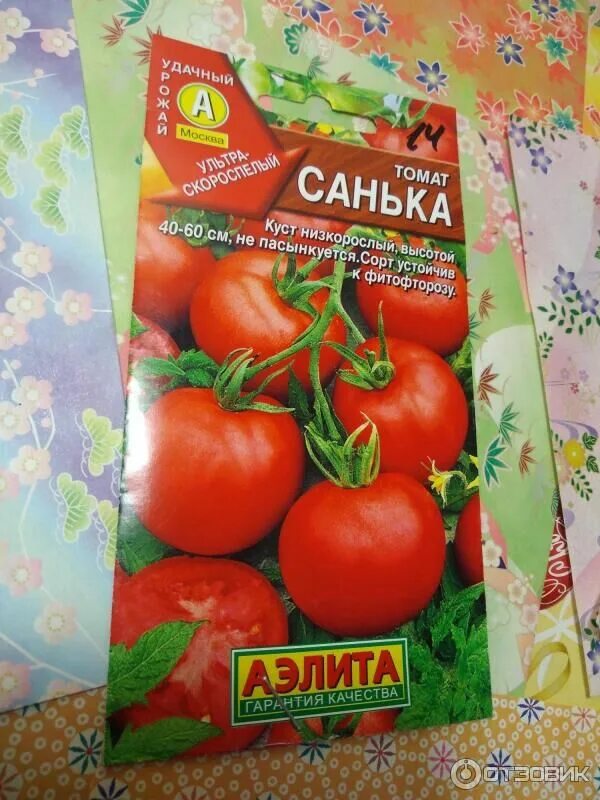 УДАЧНЫЙ
УРОЖАЙ
А
Москва
УЛЬТРА-
СКОРОСПЕЛЫЙ
14
ТОМАТ
САНЬКА
Куст низкорослый, высотой
40-60 см, не пасынкуется.Сорт устойчив
к фитофторозу.
АЭЛИТА
ГАРАНТИЯ КАЧЕСТВА
ОТЗОВИК